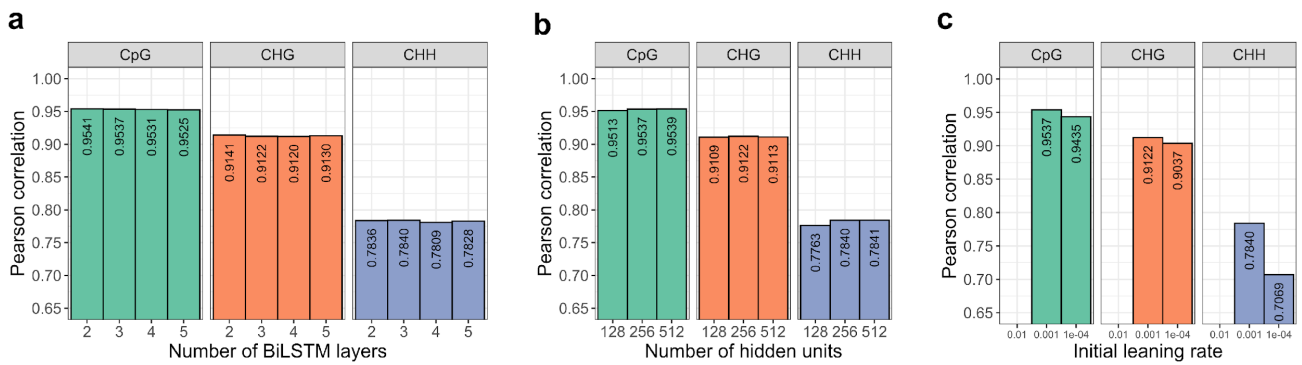 a
CpG CHG CHH
Pearson correlation
1.00
0.95
0.90
0.85
0.80
0.75
0.70
0.65
0.9541 0.9537 0.9531 0.9525
0.9141 0.9122 0.9120 0.9130
0.7836 0.7840 0.7809 0.7828
2 3 4 5 2 3 4 5 2 3 4 5
Number of BiLSTM layers
b
CpG CHG CHH
Pearson correlation
1.00
0.95
0.90
0.85
0.80
0.75
0.70
0.65
0.9513 0.9537 0.9539
0.9109 0.9122 0.9113
0.7763 0.7840 0.7841
128 256 512 128 256 512 128 256 512
Number of hidden units
c
CpG CHG CHH
Pearson correlation
1.00
0.95
0.90
0.85
0.80
0.75
0.70
0.65
0.9537 0.9435
0.9122 0.9037
0.7840 0.7069
0.01 0.001 1e-04 0.01 0.001 1e-04 0.01 0.001 1e-04
Initial leaning rate